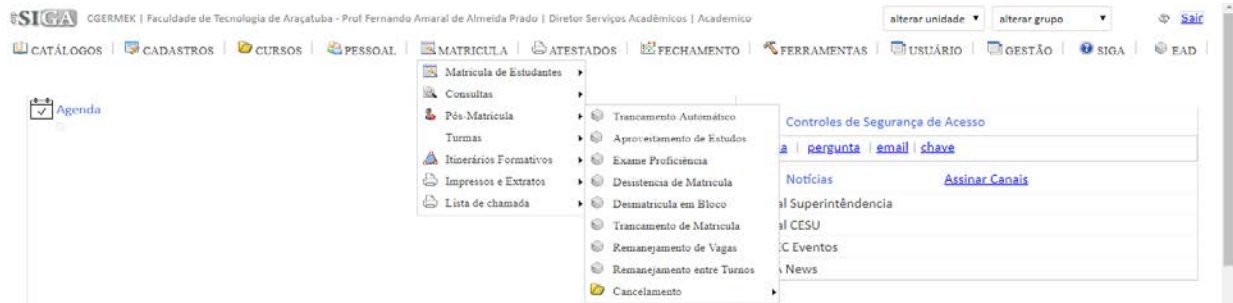 SIGA CGERMEK | Faculdade de Tecnologia de Araçatuba - Prof Fernando Amaral de Almeida Prado | Diretor Serviços Acadêmicos | Academico alterar unidade alterar grupo Sair
CATÁLOGOS CADASTROS CURSOS PESSOAL MATRICULA ATESTADOS FECHAMENTO FERRAMENTAS USUÁRIO GESTÃO SIGA EAD
Matricula de Estudantes
Consultas
Agenda
Pós-Matricula
Turmas
Itinerários Formativos
Impressos e Extratos
Lista de chamada
Trancamento Automático
Aproveitamento de Estudos
Exame Proficiência
Desistencia de Matricula
Desmatricula em Bloco
Trancamento de Matricula
Remanejamento de Vagas
Remanejamento entre Turnos
Cancelamento
Controles de Segurança de Acesso
a | pergunta | email | chave
Notícias Assinar Canais
al Superintêndencia
al CESU
C Eventos
News